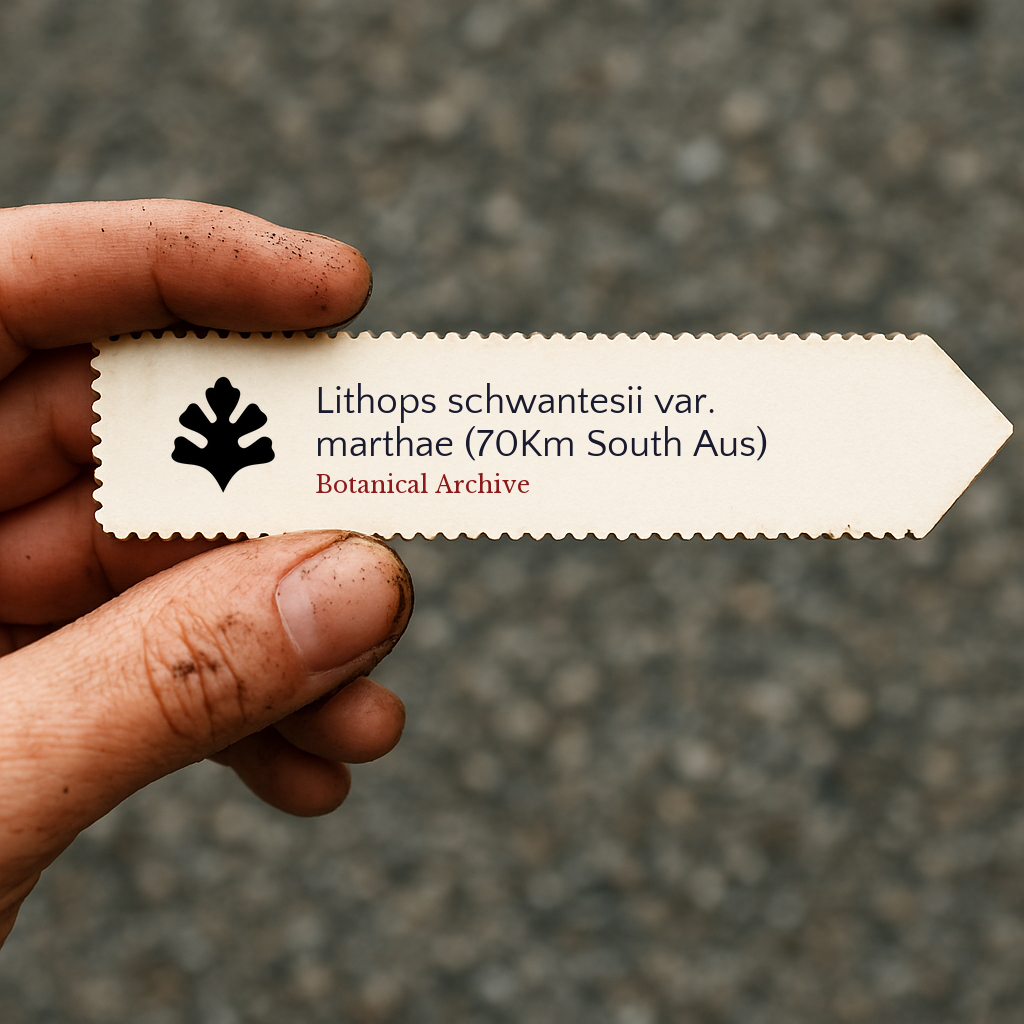 Lithops schwantesii var.
marthae (70Km South Aus)
Botanical Archive